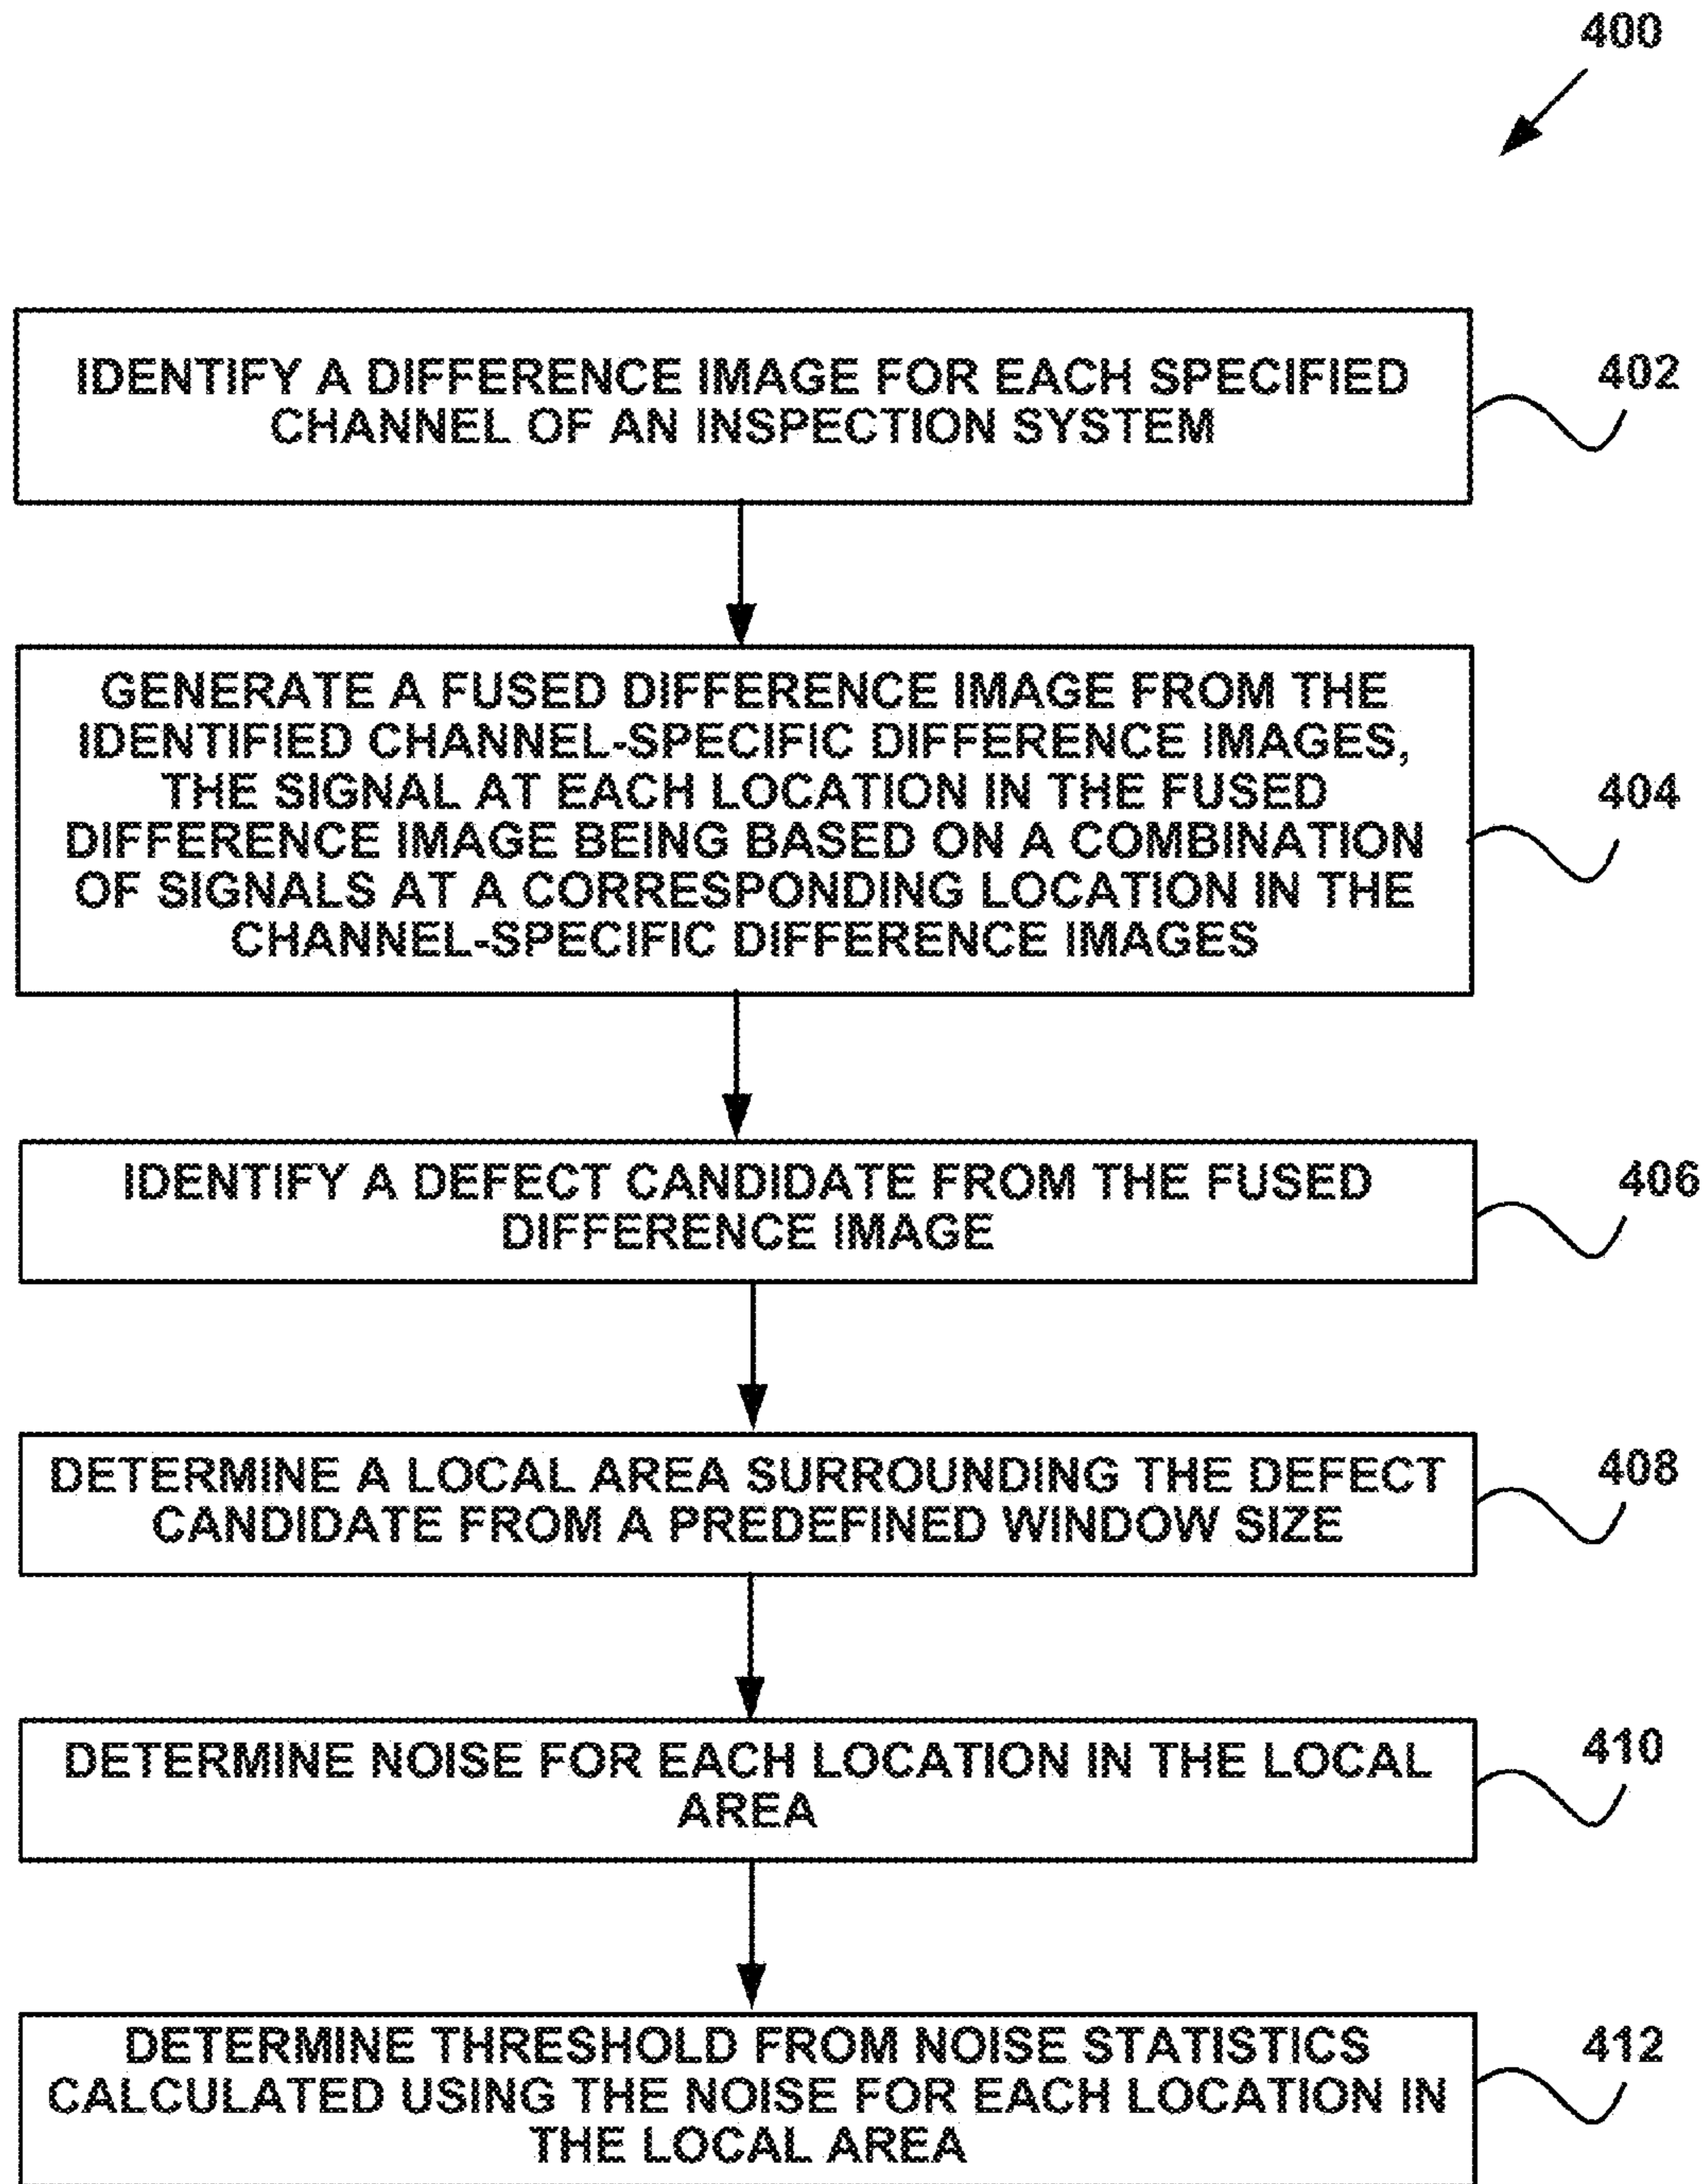 400
IDENTIFY A DIFFERENCE IMAGE FOR EACH SPECIFIED
CHANNEL OF AN INSPECTION SYSTEM
402
GENERATE A FUSED DIFFERENCE IMAGE FROM THE
IDENTIFIED CHANNEL-SPECIFIC DIFFERENCE IMAGES,
THE SIGNAL AT EACH LOCATION IN THE FUSED
DIFFERENCE IMAGE BEING BASED ON A COMBINATION
OF SIGNALS AT A CORRESPONDING LOCATION IN THE
CHANNEL-SPECIFIC DIFFERENCE IMAGES
404
IDENTIFY A DEFECT CANDIDATE FROM THE FUSED
DIFFERENCE IMAGE
406
DETERMINE A LOCAL AREA SURROUNDING THE DEFECT
CANDIDATE FROM A PREDEFINED WINDOW SIZE
408
DETERMINE NOISE FOR EACH LOCATION IN THE LOCAL
AREA
410
DETERMINE THRESHOLD FROM NOISE STATISTICS
CALCULATED USING THE NOISE FOR EACH LOCATION IN
THE LOCAL AREA
412